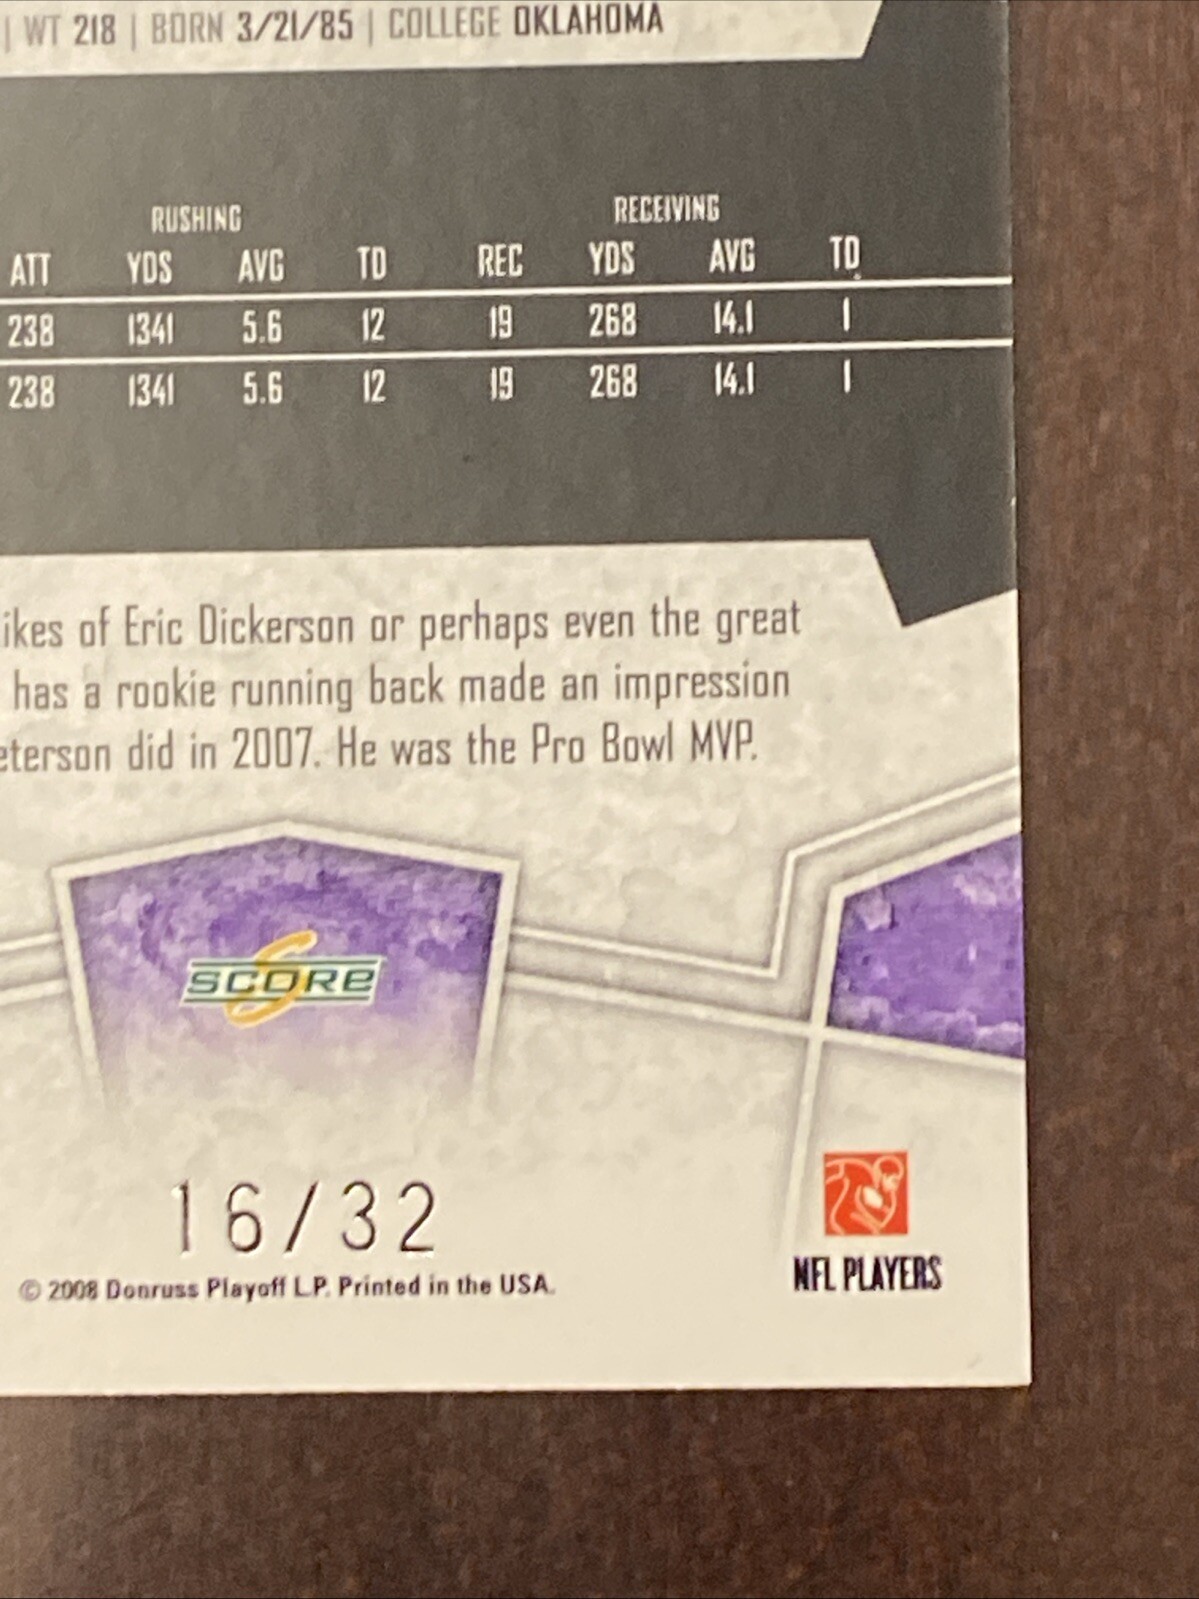 | WT 218 | BORN 3/21/85 | COLLEGE OKLAHOMA
RUSHING RECEIVING
ATT YDS AVG TD REC YDS AVG TD
238 1341 5.6 12 19 268 14.1 1
238 1341 5.6 12 19 268 14.1 1
ikes of Eric Dickerson or perhaps even the great
has a rookie running back made an impression
eterson did in 2007. He was the Pro Bowl MVP.
SCORE
16/32
© 2008 Donruss Playoff L.P. Printed in the USA.
NFL PLAYERS